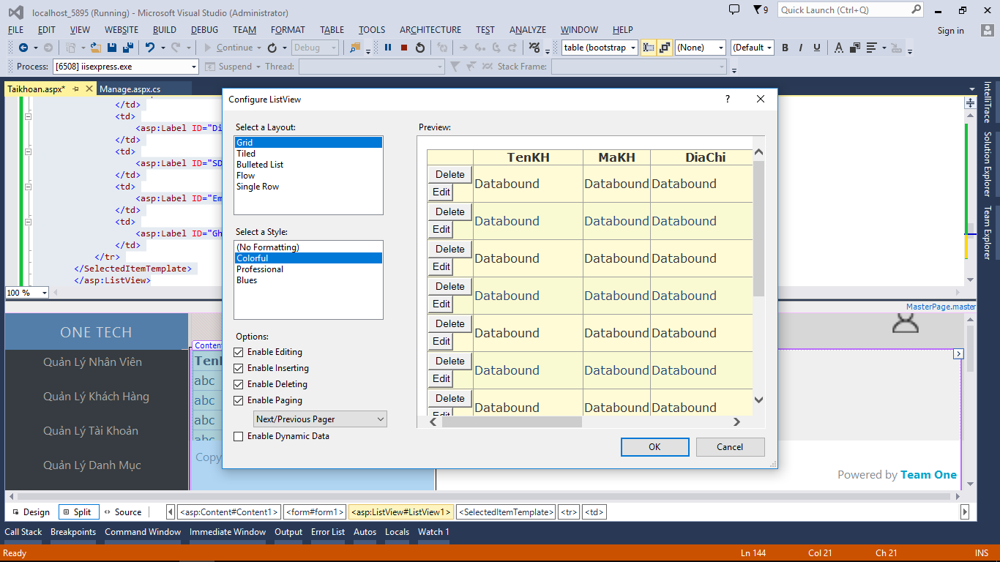 localhost_5895 (Running) - Microsoft Visual Studio (Administrator)
9
Quick Launch (Ctrl+Q)
FILE EDIT VIEW WEBSITE BUILD DEBUG TEAM FORMAT TABLE TOOLS ARCHITECTURE TEST ANALYZE WINDOW HELP
Sign in
Continue Debug table (bootstrap (None) (Default B I U A
Process: [6508] iisexpress.exe Suspend Thread: Stack Frame:
Taikhoan.aspx* Manage.aspx.cs
</td>
<td>
<asp:Label ID="Di
</td>
<td>
<asp:Label ID="SD
</td>
<td>
<asp:Label ID="Em
</td>
<td>
<asp:Label ID="Gh
</td>
</tr>
</SelectedItemTemplate>
</asp:ListView>
100 %
Configure ListView
?
Select a Layout:
Grid
Tiled
Bulleted List
Flow
Single Row
Select a Style:
(No Formatting)
Colorful
Professional
Blues
Options:
Enable Editing
Enable Inserting
Enable Deleting
Enable Paging
Next/Previous Pager
Enable Dynamic Data
Preview:
TenKH MaKH DiaChi
Delete
Edit
Databound Databound Databound
Delete
Edit
Databound Databound Databound
Delete
Edit
Databound Databound Databound
Delete
Edit
Databound Databound Databound
Delete
Edit
Databound Databound Databound
Delete
Edit
Databound Databound Databound
Delete
Edit
Databound Databound Databound
OK Cancel
IntelliTrace
Solution Explorer
Team Explorer
MasterPage.master
ONE TECH
Quản Lý Nhân Viên
Quản Lý Khách Hàng
Quản Lý Tài Khoản
Quản Lý Danh Mục
Content
TenK
abc
abc
abc
abc
Copy
Powered by Team One
Design Split Source <asp:Content#Content1> <form#form1> <asp:ListView#ListView1> <SelectedItemTemplate> <tr> <td>
Call Stack Breakpoints Command Window Immediate Window Output Error List Autos Locals Watch 1
Ready Ln 144 Col 21 Ch 21 INS